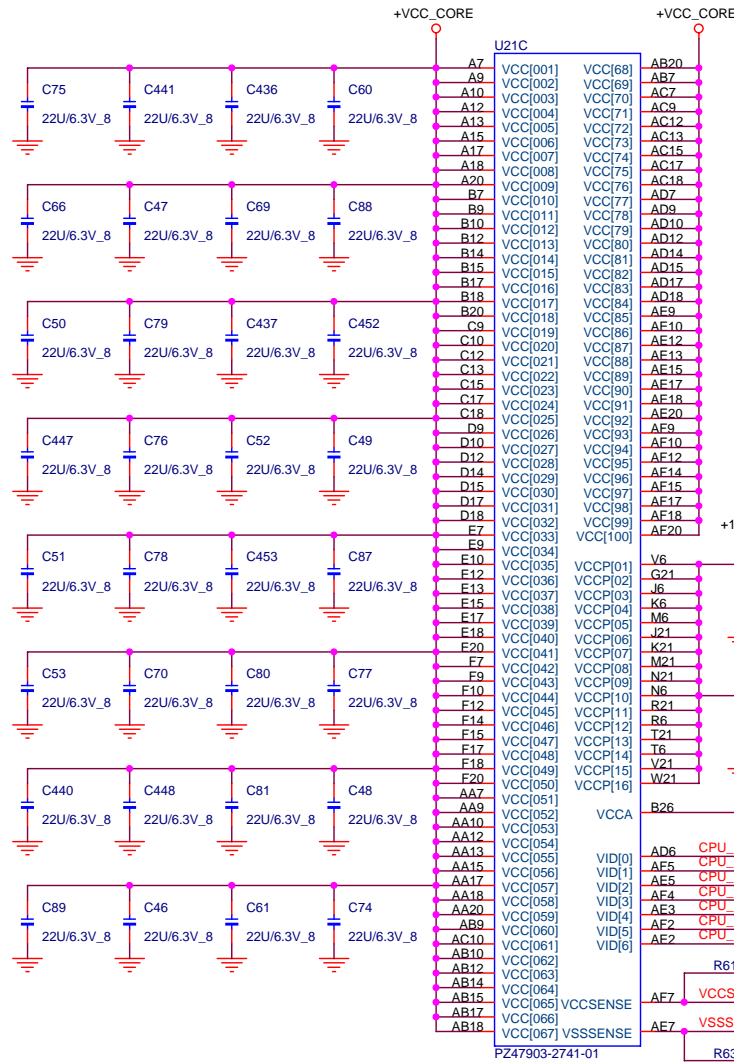 +VCC_CORE
+VCC_CORE
U21C
A7 VCC[001] VCC[68] AB20
A9 VCC[002] VCC[69] AB7
A10 VCC[003] VCC[70] AC7
A12 VCC[004] VCC[71] AC9
A13 VCC[005] VCC[72] AC12
A15 VCC[006] VCC[73] AC13
A17 VCC[007] VCC[74] AC15
A18 VCC[008] VCC[75] AC17
A20 VCC[009] VCC[76] AC18
B7 VCC[010] VCC[77] AD7
B9 VCC[011] VCC[78] AD9
B10 VCC[012] VCC[79] AD10
B12 VCC[013] VCC[80] AD12
B14 VCC[014] VCC[81] AD14
B15 VCC[015] VCC[82] AD15
B17 VCC[016] VCC[83] AD17
B18 VCC[017] VCC[84] AD18
B20 VCC[018] VCC[85] AE9
C9 VCC[019] VCC[86] AE10
C10 VCC[020] VCC[87] AE12
C12 VCC[021] VCC[88] AE13
C13 VCC[022] VCC[89] AE15
C15 VCC[023] VCC[90] AE17
C17 VCC[024] VCC[91] AE18
C18 VCC[025] VCC[92] AE20
D9 VCC[026] VCC[93] AF9
D10 VCC[027] VCC[94] AF10
D12 VCC[028] VCC[95] AF12
D14 VCC[029] VCC[96] AF14
D15 VCC[030] VCC[97] AF15
D17 VCC[031] VCC[98] AF17
D18 VCC[032] VCC[99] AF18
E7 VCC[033] VCC[100] AF20
E9 VCC[034]
E10 VCC[035] VCCP[01] V6
E12 VCC[036] VCCP[02] G21
E13 VCC[037] VCCP[03] J6
E15 VCC[038] VCCP[04] K6
E17 VCC[039] VCCP[05] M6
E18 VCC[040] VCCP[06] J21
E20 VCC[041] VCCP[07] K21
F7 VCC[042] VCCP[08] M21
F9 VCC[043] VCCP[09] N21
F10 VCC[044] VCCP[10] N6
F12 VCC[045] VCCP[11] R21
F14 VCC[046] VCCP[12] R6
F15 VCC[047] VCCP[13] T21
F17 VCC[048] VCCP[14] T6
F18 VCC[049] VCCP[15] V21
F20 VCC[050] VCCP[16] W21
AA7 VCC[051]
AA9 VCC[052] VCCA B26
AA10 VCC[053]
AA12 VCC[054]
AA13 VCC[055] VID[0] AD6 CPU_
AA15 VCC[056] VID[1] AF5 CPU_
AA17 VCC[057] VID[2] AE5 CPU_
AA18 VCC[058] VID[3] AF4 CPU_
AA20 VCC[059] VID[4] AE3 CPU_
AB9 VCC[060] VID[5] AF2 CPU_
AC10 VCC[061] VID[6] AE2 CPU_
AB10 VCC[062]
AB12 VCC[063]
AB14 VCC[064]
AB15 VCC[065] VCCSENSE AF7 VCCS
AB17 VCC[066]
AB18 VCC[067] VSSSENSE AE7 VSSS
PZ47903-2741-01
+1
R61
R63
C75 C441 C436 C60
22U/6.3V_8 22U/6.3V_8 22U/6.3V_8 22U/6.3V_8
C66 C47 C69 C88
22U/6.3V_8 22U/6.3V_8 22U/6.3V_8 22U/6.3V_8
C50 C79 C437 C452
22U/6.3V_8 22U/6.3V_8 22U/6.3V_8 22U/6.3V_8
C447 C76 C52 C49
22U/6.3V_8 22U/6.3V_8 22U/6.3V_8 22U/6.3V_8
C51 C78 C453 C87
22U/6.3V_8 22U/6.3V_8 22U/6.3V_8 22U/6.3V_8
C53 C70 C80 C77
22U/6.3V_8 22U/6.3V_8 22U/6.3V_8 22U/6.3V_8
C440 C448 C81 C48
22U/6.3V_8 22U/6.3V_8 22U/6.3V_8 22U/6.3V_8
C89 C46 C61 C74
22U/6.3V_8 22U/6.3V_8 22U/6.3V_8 22U/6.3V_8